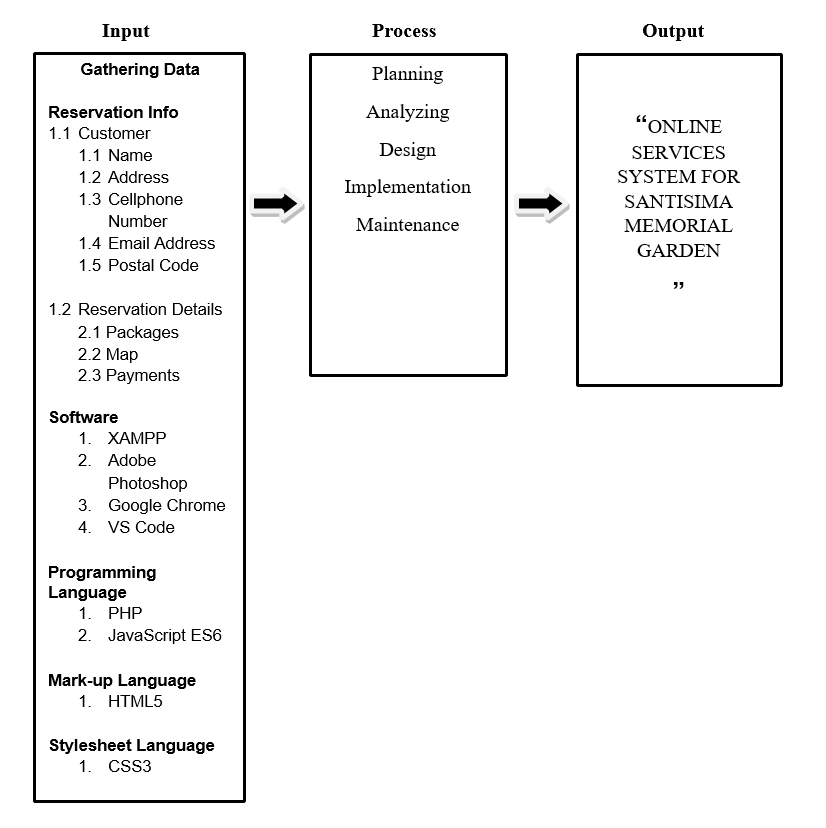 Input
Gathering Data
Reservation Info
1.1 Customer
1.1 Name
1.2 Address
1.3 Cellphone
Number
1.4 Email Address
1.5 Postal Code
1.2 Reservation Details
2.1 Packages
2.2 Map
2.3 Payments
Software
1. XAMPP
2. Adobe
Photoshop
3. Google Chrome
4. VS Code
Programming
Language
1. PHP
2. JavaScript ES6
Mark-up Language
1. HTML5
Stylesheet Language
1. CSS3
Process
Planning
Analyzing
Design
Implementation
Maintenance
Output
“ONLINE
SERVICES
SYSTEM FOR
SANTISIMA
MEMORIAL
GARDEN
”